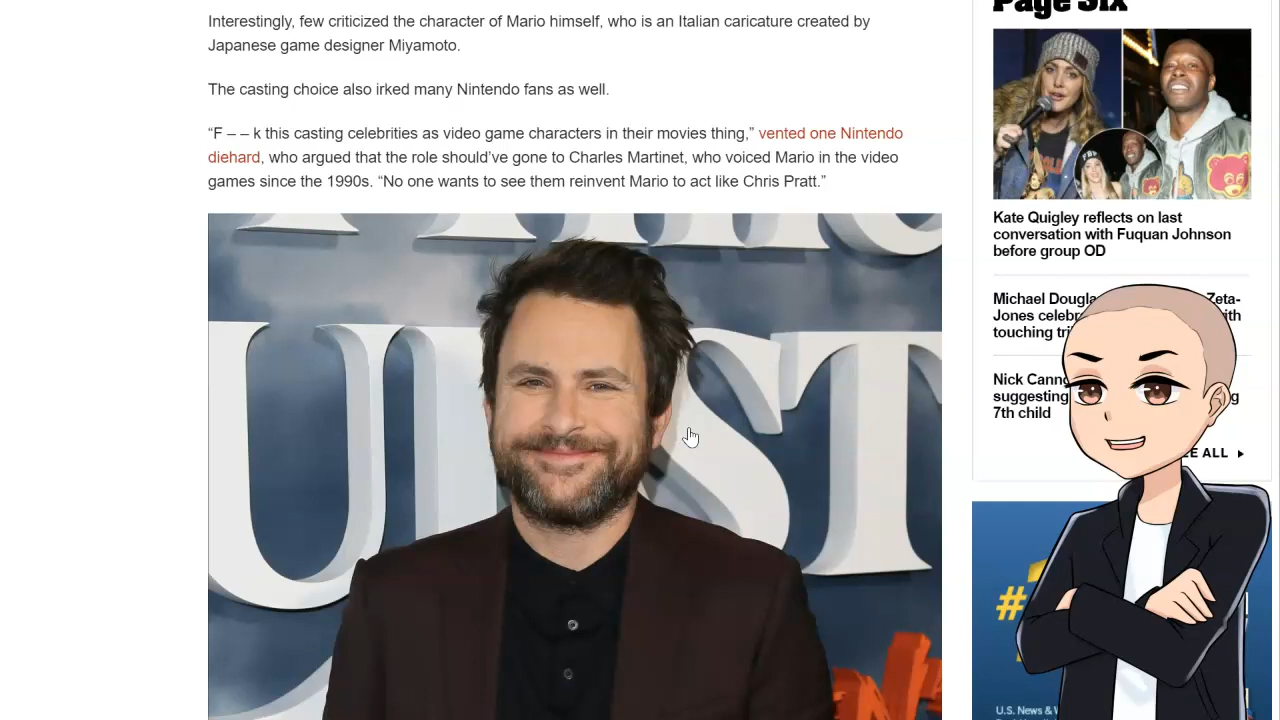 Page Six
Interestingly, few criticized the character of Mario himself, who is an Italian caricature created by
Japanese game designer Miyamoto.
The casting choice also irked many Nintendo fans as well.
“F – – k this casting celebrities as video game characters in their movies thing,” vented one Nintendo
diehard, who argued that the role should’ve gone to Charles Martinet, who voiced Mario in the video
games since the 1990s. “No one wants to see them reinvent Mario to act like Chris Pratt.”
UST
Kate Quigley reflects on last
conversation with Fuquan Johnson
before group OD
Michael Zeta-
Jones
touching
Nick
suggesting
7th child
ALL
#
U.S. News &